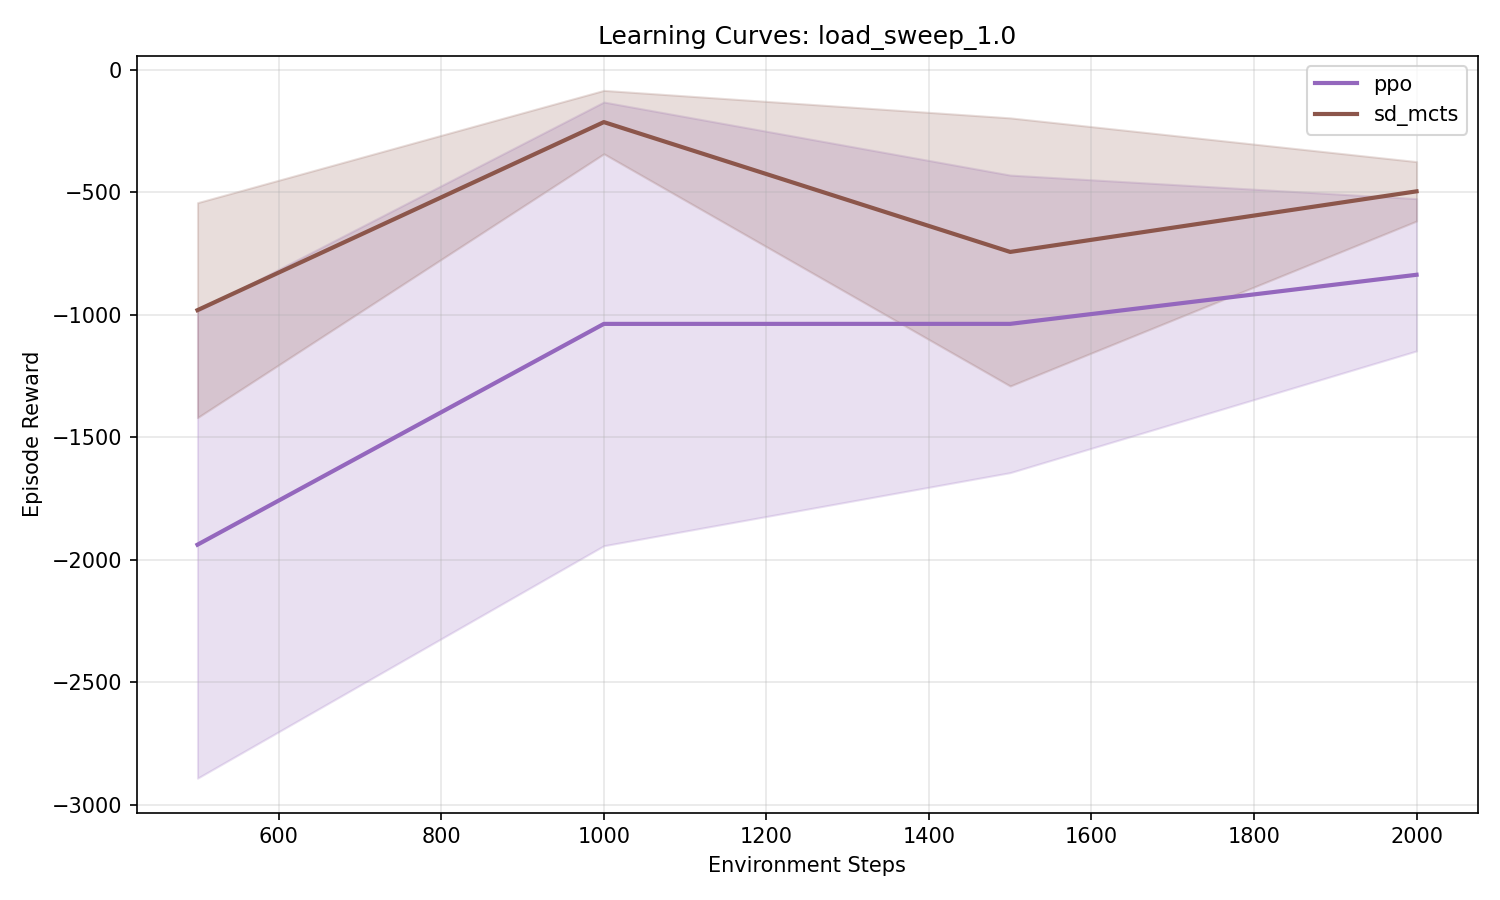 Learning Curves: load_sweep_1.0
ppo
sd_mcts
Episode Reward
0
−500
−1000
−1500
−2000
−2500
−3000
600 800 1000 1200 1400 1600 1800 2000
Environment Steps